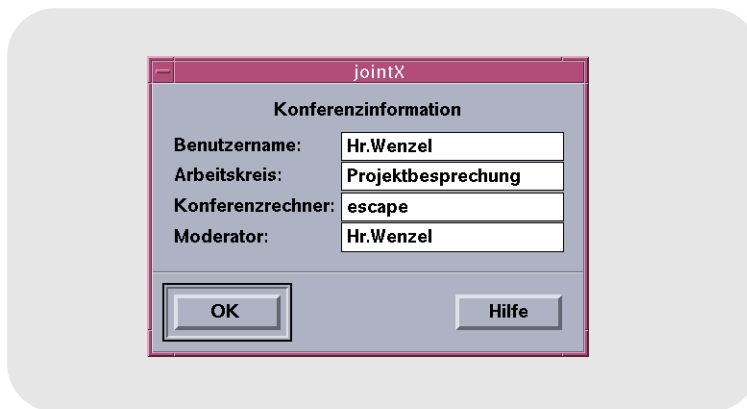 jointX
Konferenzinformation
Benutzername: Hr.Wenzel
Arbeitskreis: Projektbesprechung
Konferenzrechner: escape
Moderator: Hr.Wenzel
OK Hilfe